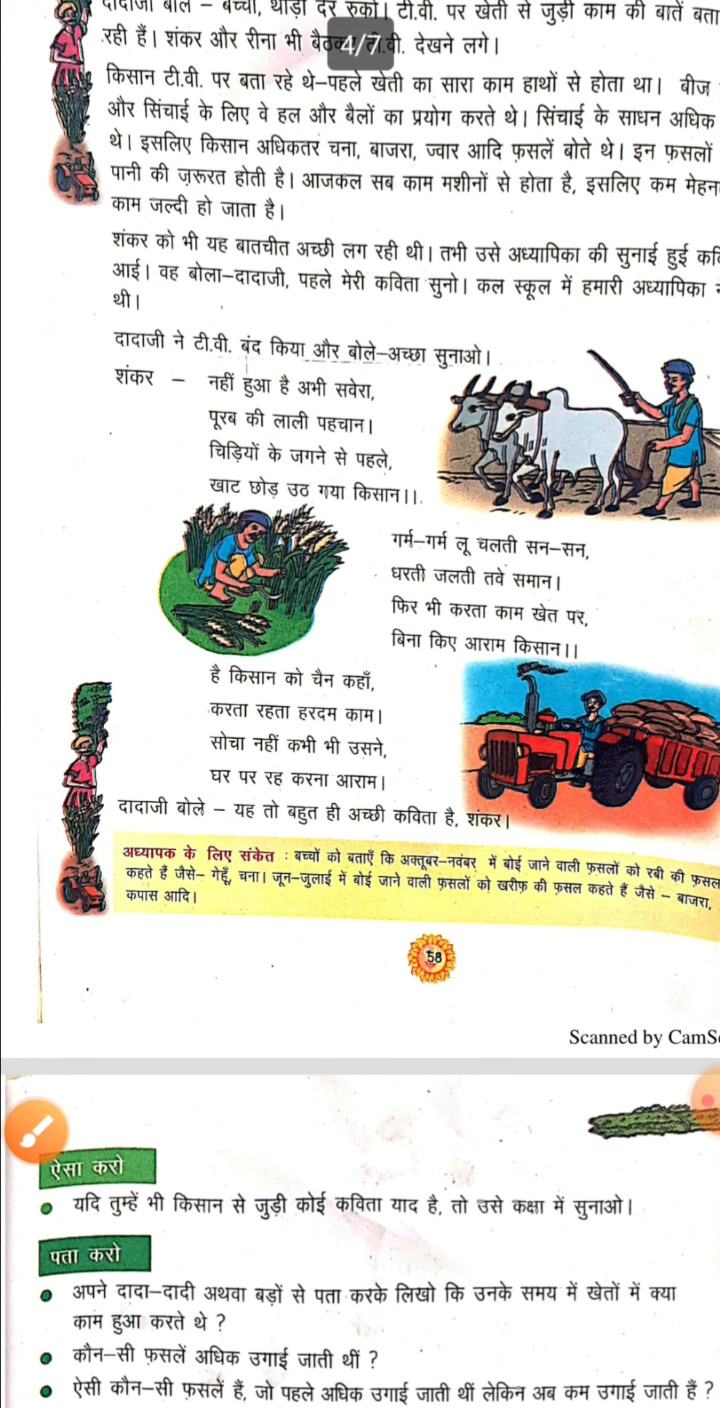 दादाजी बोले – बच्चो, थोड़ी देर रुको। टी.वी. पर खेती से जुड़ी काम की बातें बता
रही हैं। शंकर और रीना भी टी.वी. देखने लगे।
4/7
किसान टी.वी. पर बता रहे थे–पहले खेती का सारा काम हाथों से होता था। बीज
और सिंचाई के लिए वे हल और बैलों का प्रयोग करते थे। सिंचाई के साधन अधिक
थे। इसलिए किसान अधिकतर चना, बाजरा, ज्वार आदि फ़सलें बोते थे। इन फ़सलों
पानी की ज़रूरत होती है। आजकल सब काम मशीनों से होता है, इसलिए कम
काम जल्दी हो जाता है।
शंकर को भी यह बातचीत अच्छी लग रही थी। तभी उसे अध्यापिका की सुनाई हुई
आई। वह बोला–दादाजी, पहले मेरी कविता सुनो। कल स्कूल में हमारी अध्यापिका
थी।
दादाजी ने टी.वी. बंद किया और बोले–अच्छा सुनाओ।
शंकर – नहीं हुआ है अभी सवेरा,
पूरब की लाली पहचान।
चिड़ियों के जगने से पहले,
खाट छोड़ उठ गया किसान।।
गर्म–गर्म लू चलती सन–सन,
धरती जलती तवे समान।
फिर भी करता काम खेत पर,
बिना किए आराम किसान।।
है किसान को चैन कहाँ,
करता रहता हरदम काम।
सोचा नहीं कभी भी उसने,
घर पर रह करना आराम।
दादाजी बोले – यह तो बहुत ही अच्छी कविता है, शंकर।
अध्यापक के लिए संकेत : बच्चों को बताएँ कि अक्तूबर–नवंबर में बोई जाने वाली फ़सलों को रबी की फ़सल
कहते हैं जैसे– गेहूँ, चना। जून–जुलाई में बोई जाने वाली फ़सलों को खरीफ़ की फ़सल कहते हैं जैसे – बाजरा,
कपास आदि।
58
Scanned by CamS
ऐसा करो
● यदि तुम्हें भी किसान से जुड़ी कोई कविता याद है, तो उसे कक्षा में सुनाओ।
पता करो
● अपने दादा–दादी अथवा बड़ों से पता करके लिखो कि उनके समय में खेतों में क्या
काम हुआ करते थे ?
● कौन–सी फ़सलें अधिक उगाई जाती थीं ?
● ऐसी कौन–सी फ़सलें हैं, जो पहले अधिक उगाई जाती थीं लेकिन अब कम उगाई जाती हैं ?